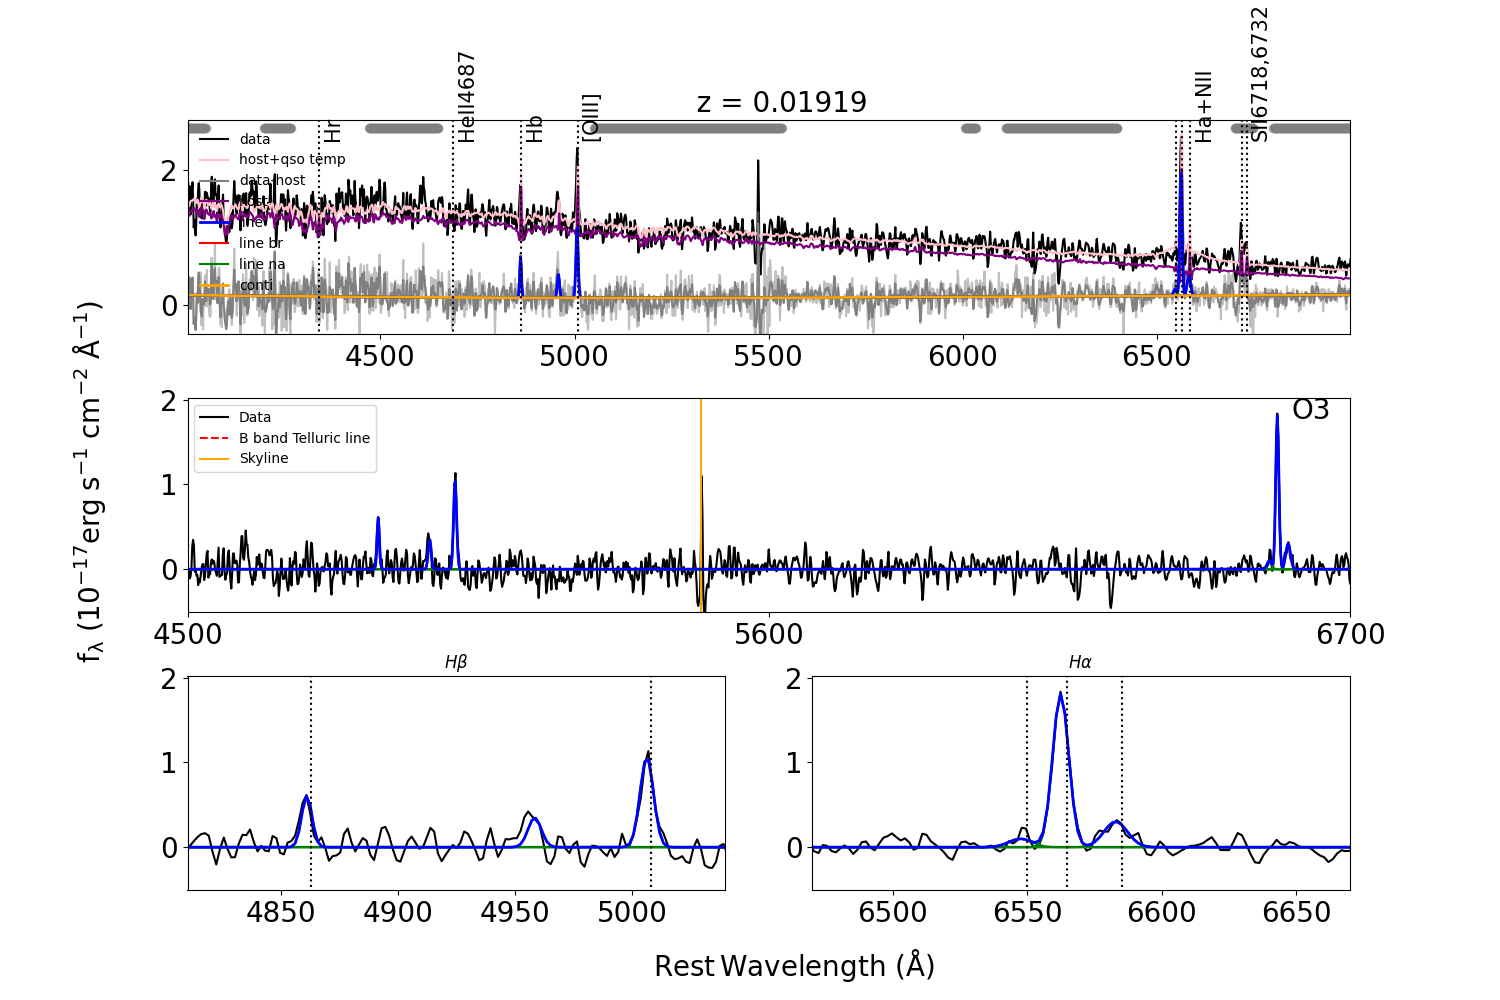 z = 0.01919
Hr
HeII4687
Hb
[OIII]
Ha+NII
SII6718,6732
data
host+qso temp
data-host
host
line
line br
line na
conti
0
2
4500
5000
5500
6000
6500
Data
B band Telluric line
Skyline
O3
0
1
2
4500
5600
6700
fλ (10⁻¹⁷erg s⁻¹ cm⁻² Å⁻¹)
Hβ
0
1
2
4850
4900
4950
5000
Hα
0
1
2
6500
6550
6600
6650
Rest Wavelength (Å)